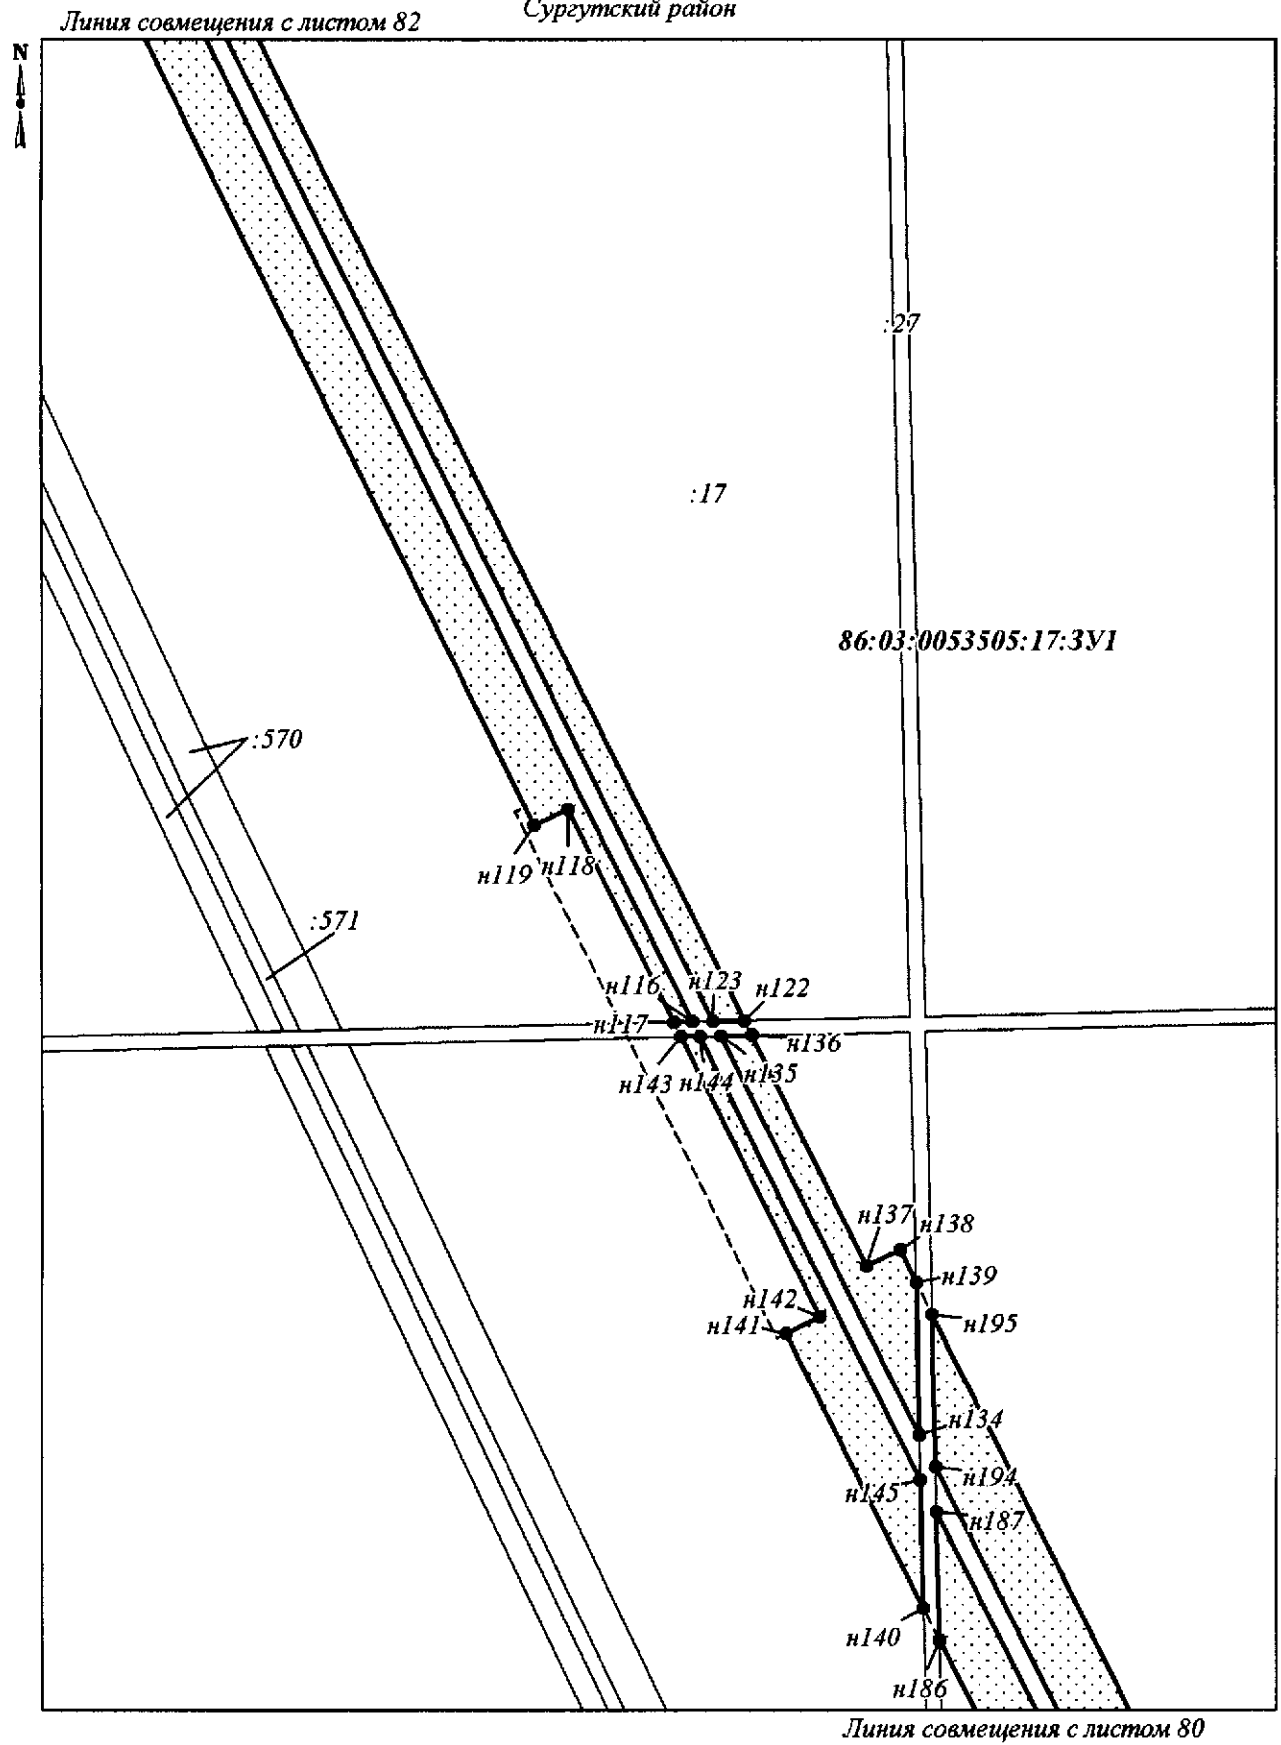 Сургутский район
Линия совмещения с листом 82
N
:27
:17
86:03:0053505:17:ЗУ1
:570
:571
н119
н118
н116
н123
н122
н117
н136
н143
н144
н135
н137
н138
н139
н142
н141
н195
н134
н194
н145
н187
н140
н186
Линия совмещения с листом 80